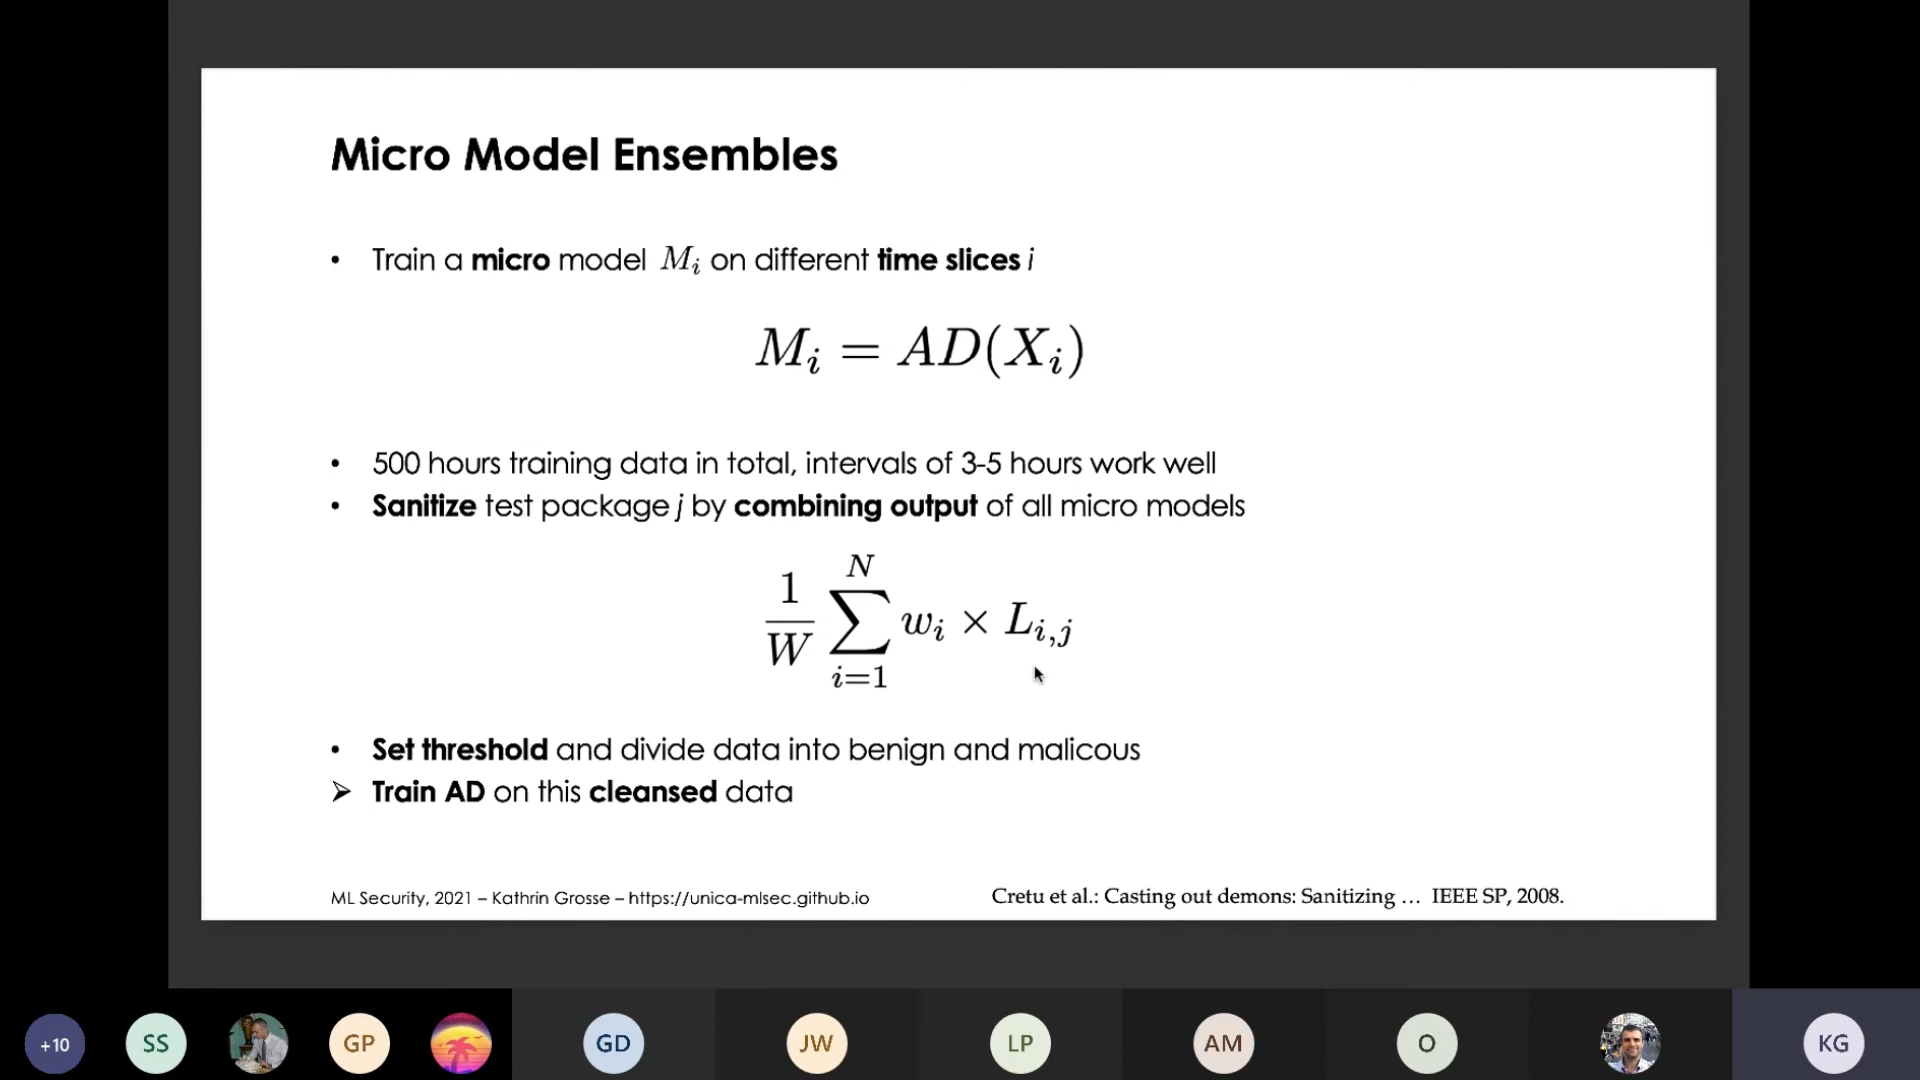 Micro Model Ensembles
• Train a micro model M_i on different time slices i
M_i = AD(X_i)
• 500 hours training data in total, intervals of 3-5 hours work well
• Sanitize test package j by combining output of all micro models
\frac{1}{W} \sum_{i=1}^{N} w_i × L_{i,j}
• Set threshold and divide data into benign and malicous
➢ Train AD on this cleansed data
ML Security, 2021 – Kathrin Grosse – https://unica-mlsec.github.io
Cretu et al.: Casting out demons: Sanitizing … IEEE SP, 2008.
+10 SS GP GD JW LP AM O KG